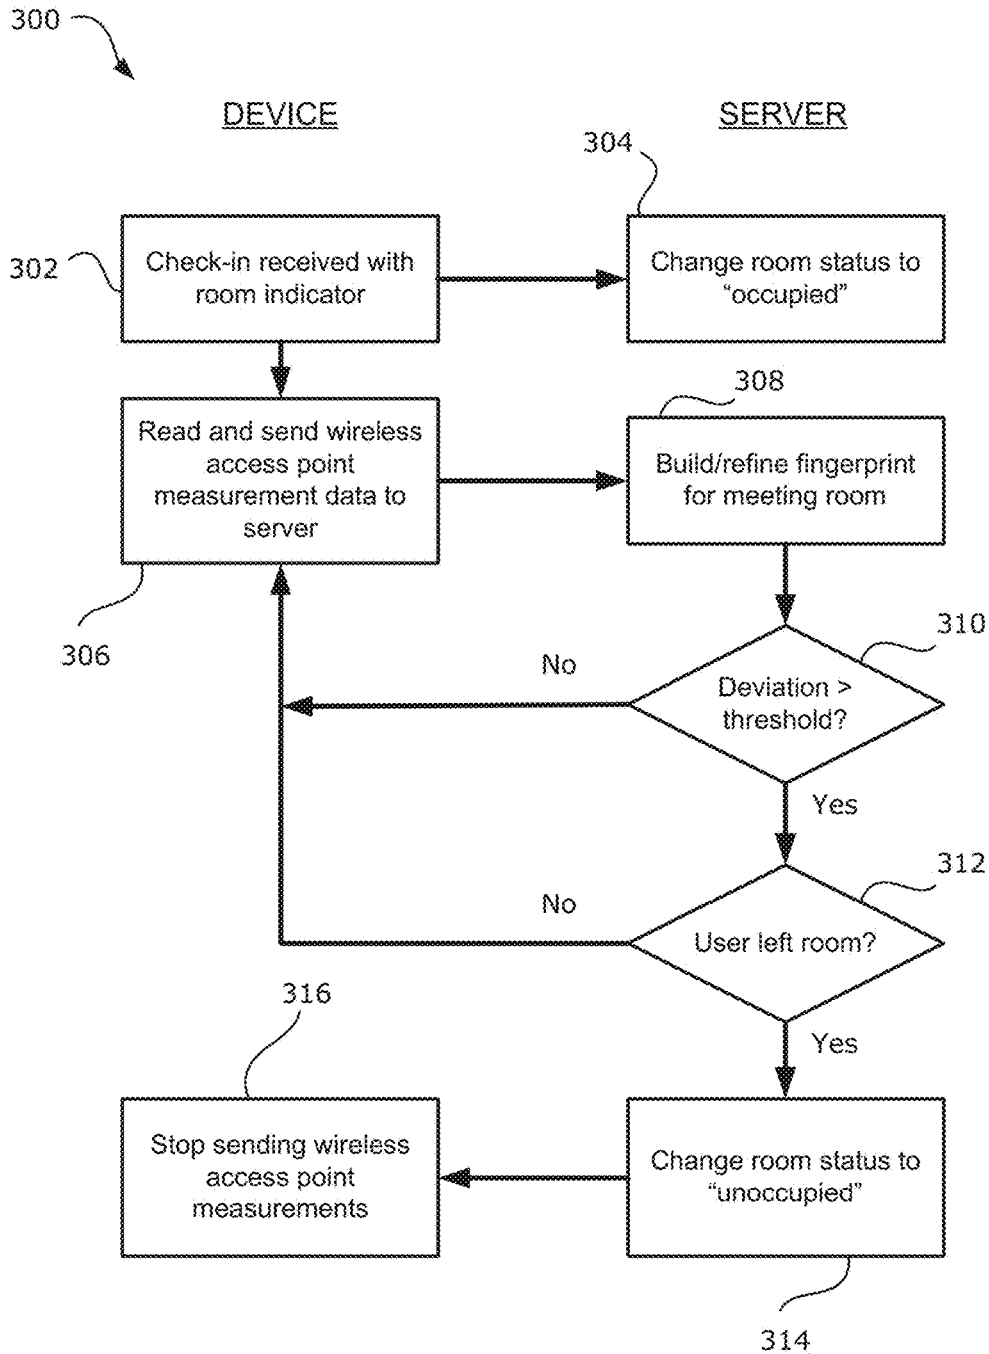 300
DEVICE
SERVER
304
302
Check-in received with
room indicator
Change room status to
“occupied”
308
Read and send wireless
access point
measurement data to
server
Build/refine fingerprint
for meeting room
306
310
No
Deviation >
threshold?
Yes
312
No
User left room?
316
Yes
Stop sending wireless
access point
measurements
Change room status to
“unoccupied”
314